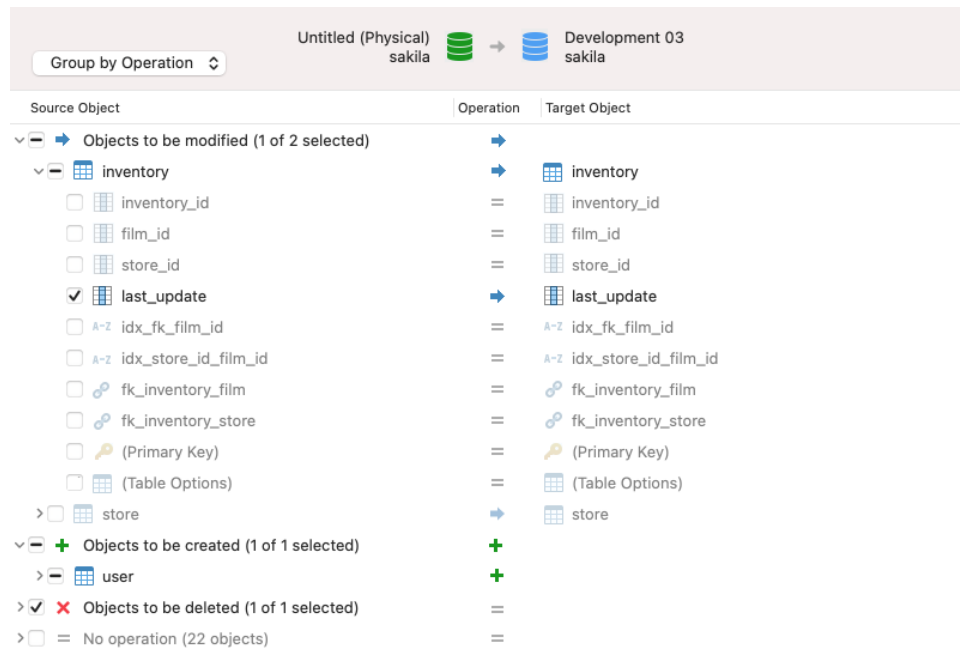 Untitled (Physical) Development 03
Group by Operation sakila sakila
Source Object Operation Target Object
Objects to be modified (1 of 2 selected)
inventory inventory
inventory_id = inventory_id
film_id = film_id
store_id = store_id
last_update last_update
A-Z idx_fk_film_id = A-Z idx_fk_film_id
A-Z idx_store_id_film_id = A-Z idx_store_id_film_id
fk_inventory_film = fk_inventory_film
fk_inventory_store = fk_inventory_store
(Primary Key) = (Primary Key)
(Table Options) = (Table Options)
store store
+ Objects to be created (1 of 1 selected) +
user +
Objects to be deleted (1 of 1 selected) =
= No operation (22 objects) =